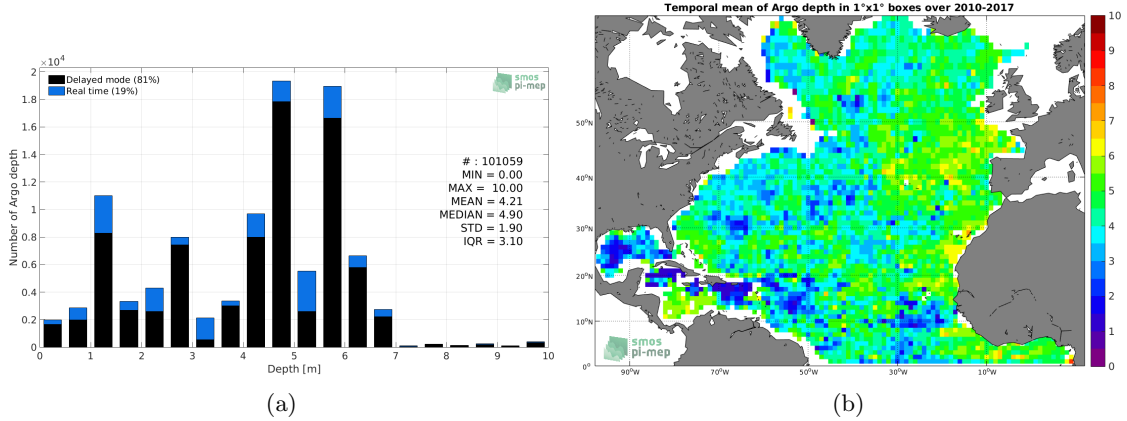 ×10⁴
2
1.8
1.6
1.4
1.2
1
0.8
0.6
0.4
0.2
0
Number of Argo depth
Delayed mode (81%)
Real time (19%)
smos
pi-mep
# : 101059
MIN = 0.00
MAX = 10.00
MEAN = 4.21
MEDIAN = 4.90
STD = 1.90
IQR = 3.10
0 1 2 3 4 5 6 7 8 9 10
Depth [m]
(a)
Temporal mean of Argo depth in 1°x1° boxes over 2010-2017
50°N
40°N
30°N
20°N
10°N
0°
90°W 70°W 50°W 30°W 10°W
smos
pi-mep
10
9
8
7
6
5
4
3
2
1
0
(b)